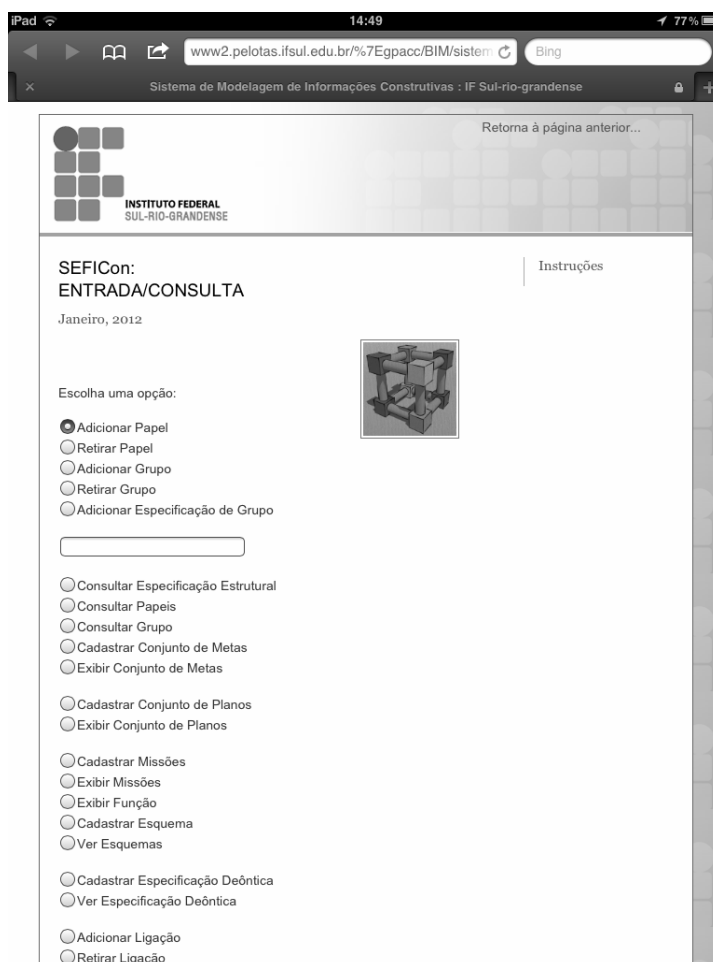 iPad 14:49 77%
www2.pelotas.ifsul.edu.br/%7Egpacc/BIM/sistem Bing
Sistema de Modelagem de Informações Construtivas : IF Sul-rio-grandense
Retorna à página anterior...
INSTITUTO FEDERAL
SUL-RIO-GRANDENSE
SEFICon:
ENTRADA/CONSULTA
Instruções
Janeiro, 2012
Escolha uma opção:
Adicionar Papel
Retirar Papel
Adicionar Grupo
Retirar Grupo
Adicionar Especificação de Grupo
Consultar Especificação Estrutural
Consultar Papeis
Consultar Grupo
Cadastrar Conjunto de Metas
Exibir Conjunto de Metas
Cadastrar Conjunto de Planos
Exibir Conjunto de Planos
Cadastrar Missões
Exibir Missões
Exibir Função
Cadastrar Esquema
Ver Esquemas
Cadastrar Especificação Deôntica
Ver Especificação Deôntica
Adicionar Ligação
Retirar Ligação